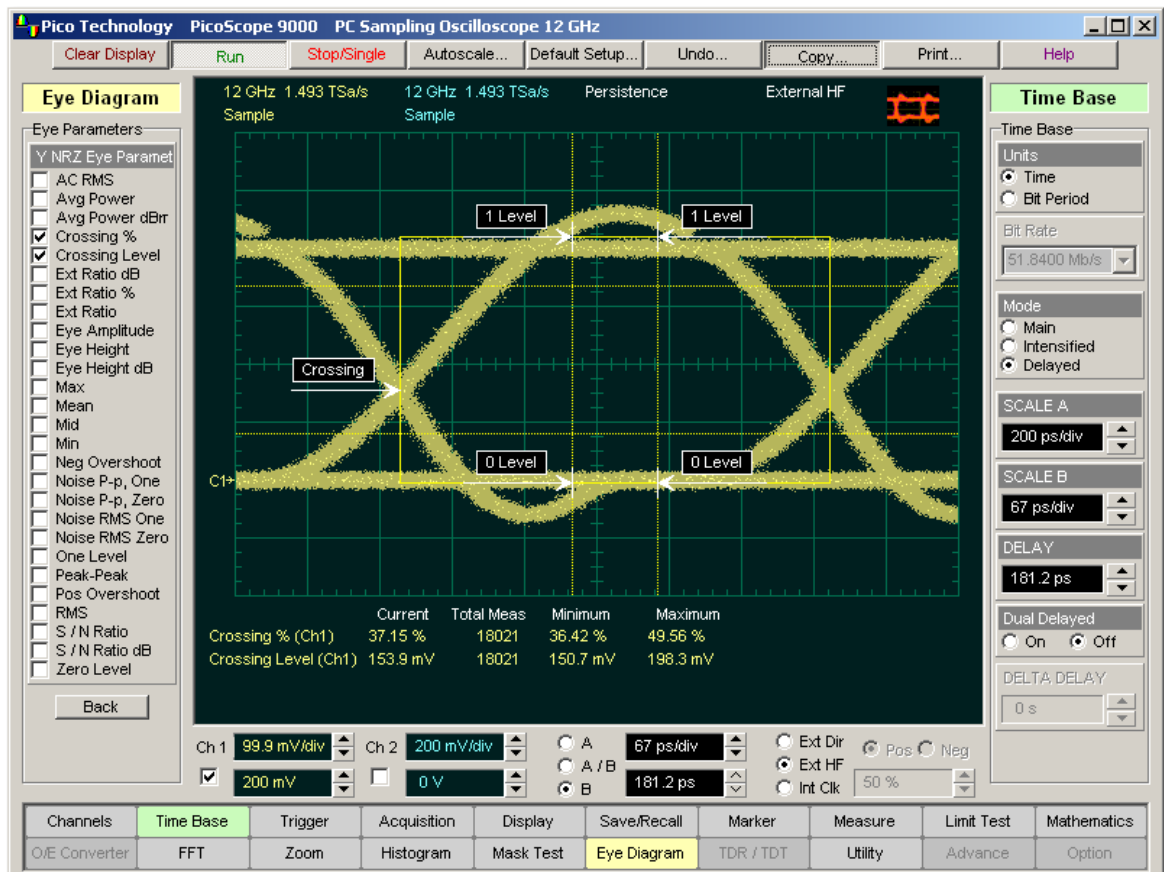 Pico Technology PicoScope 9000 PC Sampling Oscilloscope 12 GHz
Clear Display Run Stop/Single Autoscale... Default Setup... Undo... Copy... Print... Help
Eye Diagram
Eye Parameters
Y NRZ Eye Paramet
AC RMS
Avg Power
Avg Power dBm
Crossing %
Crossing Level
Ext Ratio dB
Ext Ratio %
Ext Ratio
Eye Amplitude
Eye Height
Eye Height dB
Max
Mean
Mid
Min
Neg Overshoot
Noise P-p, One
Noise P-p, Zero
Noise RMS One
Noise RMS Zero
One Level
Peak-Peak
Pos Overshoot
RMS
S / N Ratio
S / N Ratio dB
Zero Level
Back
12 GHz 1.493 TSa/s 12 GHz 1.493 TSa/s Persistence External HF
Sample Sample
1 Level 1 Level
Crossing
0 Level 0 Level
C1
Current Total Meas Minimum Maximum
Crossing % (Ch1) 37.15 % 18021 36.42 % 49.56 %
Crossing Level (Ch1) 153.9 mV 18021 150.7 mV 198.3 mV
Time Base
Time Base
Units
Time
Bit Period
Bit Rate
51.8400 Mb/s
Mode
Main
Intensified
Delayed
SCALE A
200 ps/div
SCALE B
67 ps/div
DELAY
181.2 ps
Dual Delayed
On Off
DELTA DELAY
0 s
Ch 1 99.9 mV/div Ch 2 200 mV/div A 67 ps/div Ext Dir Pos Neg
A / B Ext HF
200 mV 0 V B 181.2 ps Int Clk 50 %
Channels Time Base Trigger Acquisition Display Save/Recall Marker Measure Limit Test Mathematics
O/E Converter FFT Zoom Histogram Mask Test Eye Diagram TDR / TDT Utility Advance Option